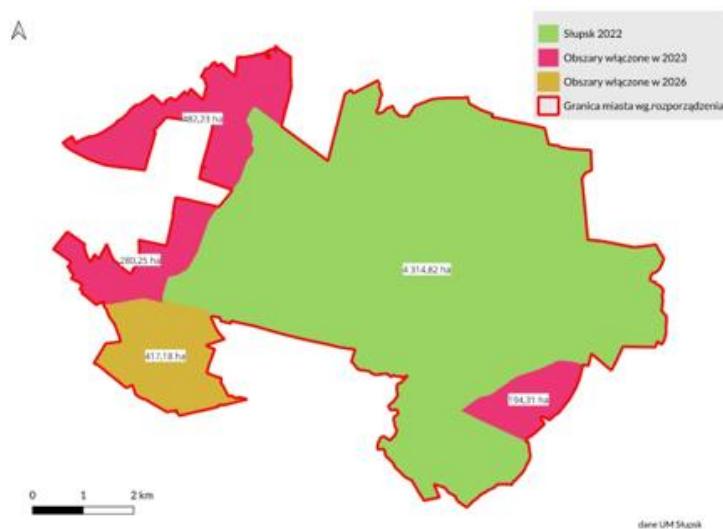 Słupsk 2022
Obszary włączone w 2023
Obszary włączone w 2026
Granica miasta wg.rozporządzenia
487,23 ha
280,25 ha
4 314,82 ha
417,18 ha
194,31 ha
0 1 2 km
dane UM Słupsk